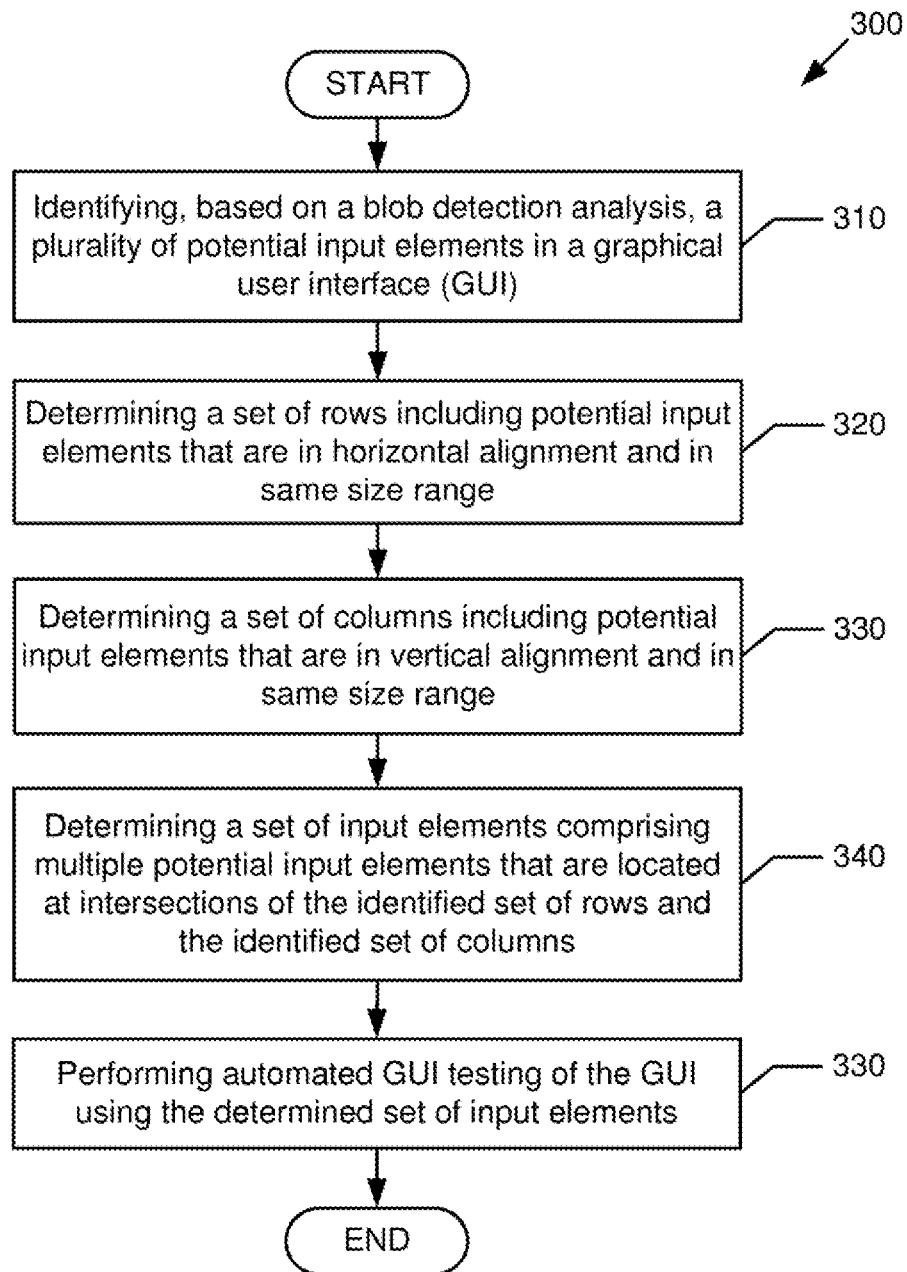 300
START
Identifying, based on a blob detection analysis, a
plurality of potential input elements in a graphical
user interface (GUI)
310
Determining a set of rows including potential input
elements that are in horizontal alignment and in
same size range
320
Determining a set of columns including potential
input elements that are in vertical alignment and in
same size range
330
Determining a set of input elements comprising
multiple potential input elements that are located
at intersections of the identified set of rows and
the identified set of columns
340
Performing automated GUI testing of the GUI
using the determined set of input elements
330
END